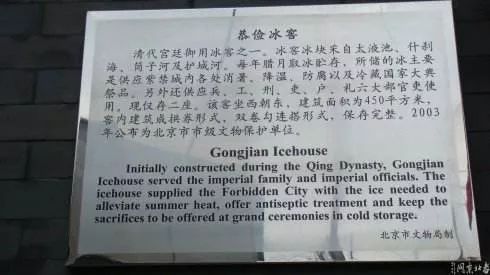 恭俭冰窖
清代宫廷御用冰窖之一。冰窖冰块采自太液池、什刹
海、筒子河及护城河。每年腊月取冰贮存，所储的冰主要
是供应紫禁城内各处消暑、降温、防腐以及冷藏国家大典
祭品。另外还供应兵、工、刑、吏、户、礼六大部官吏使
用。现仅存二座。该窖坐西朝东，建筑面积为450平方米，
窖内建筑成拱券形式，双卷勾连搭形式，保存完整。2003
年公布为北京市市级文物保护单位。
Gongjian Icehouse
Initially constructed during the Qing Dynasty, Gongjian
Icehouse served the imperial family and imperial officials. The
icehouse supplied the Forbidden City with the ice needed to
alleviate summer heat, offer antiseptic treatment and keep the
sacrifices to be offered at grand ceremonies in cold storage.
北京市文物局制